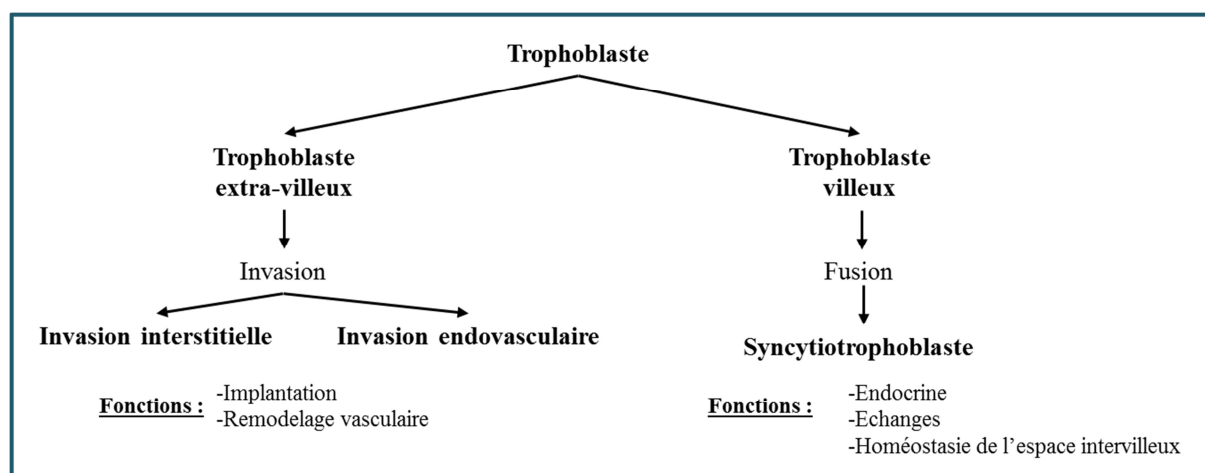 Trophoblaste
Trophoblaste
extra-villeux
Trophoblaste
villeux
Invasion
Fusion
Invasion interstitielle
Invasion endovasculaire
Syncytiotrophoblaste
Fonctions :
-Implantation
-Remodelage vasculaire
Fonctions :
-Endocrine
-Echanges
-Homéostasie de l’espace intervilleux